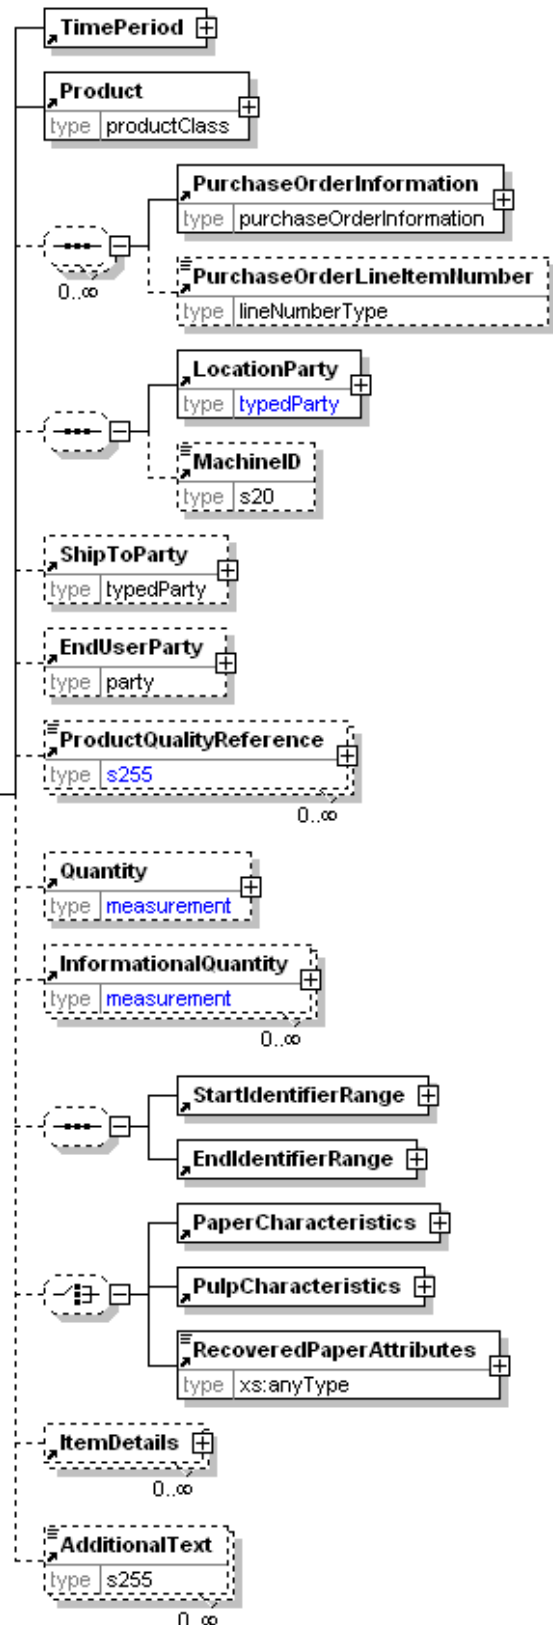 TimePeriod
Product
type productClass
PurchaseOrderInformation
type purchaseOrderInformation
0..∞
PurchaseOrderLineItemNumber
type lineNumberType
LocationParty
type typedParty
MachineID
type s20
ShipToParty
type typedParty
EndUserParty
type party
ProductQualityReference
type s255
0..∞
Quantity
type measurement
InformationalQuantity
type measurement
0..∞
StartIdentifierRange
EndIdentifierRange
PaperCharacteristics
PulpCharacteristics
RecoveredPaperAttributes
type xs:anyType
ItemDetails
0..∞
AdditionalText
type s255
0..∞